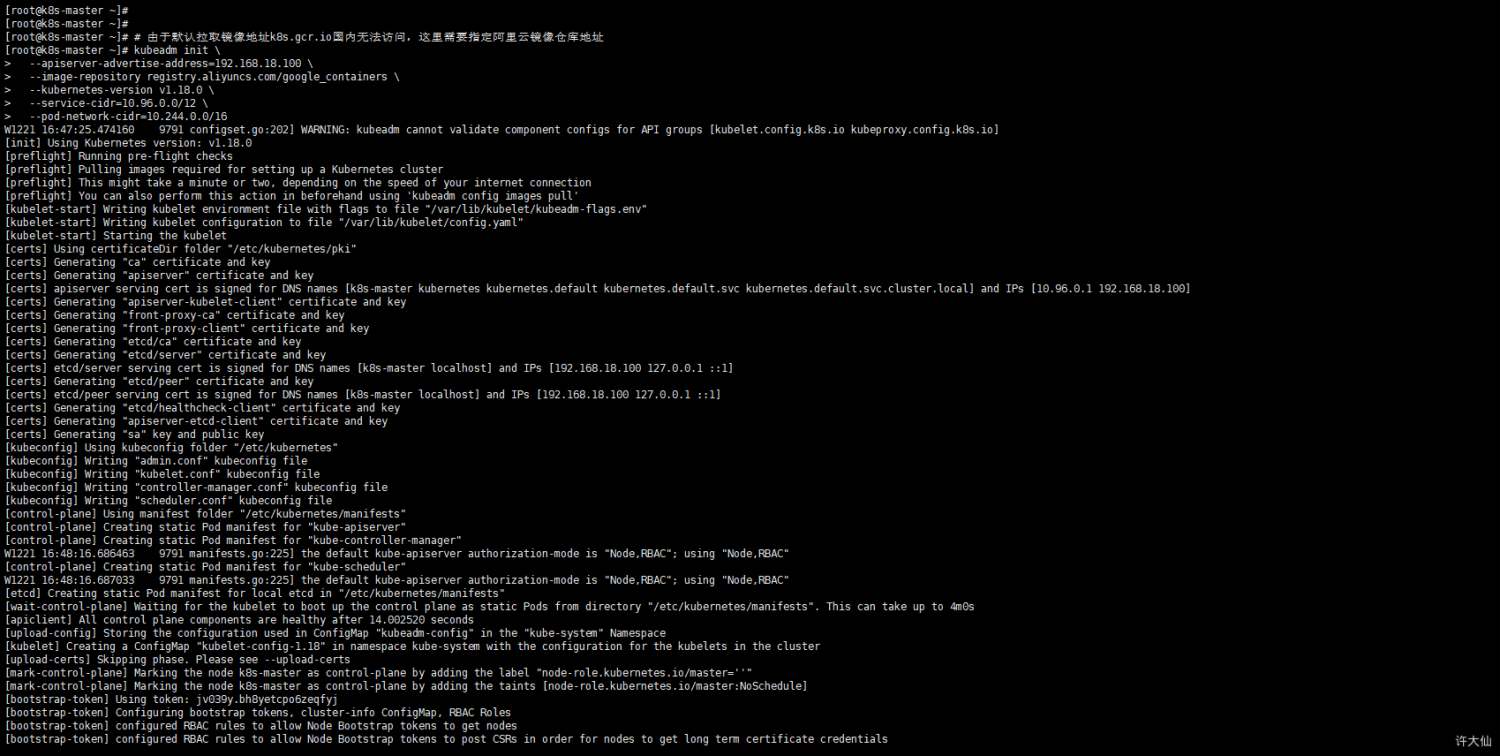 [root@k8s-master ~]#
[root@k8s-master ~]#
[root@k8s-master ~]# # 由于默认拉取镜像地址k8s.gcr.io国内无法访问，这里需要指定阿里云镜像仓库地址
[root@k8s-master ~]# kubeadm init \
>   --apiserver-advertise-address=192.168.18.100 \
>   --image-repository registry.aliyuncs.com/google_containers \
>   --kubernetes-version v1.18.0 \
>   --service-cidr=10.96.0.0/12 \
>   --pod-network-cidr=10.244.0.0/16
W1221 16:47:25.474160    9791 configset.go:202] WARNING: kubeadm cannot validate component configs for API groups [kubelet.config.k8s.io kubeproxy.config.k8s.io]
[init] Using Kubernetes version: v1.18.0
[preflight] Running pre-flight checks
[preflight] Pulling images required for setting up a Kubernetes cluster
[preflight] This might take a minute or two, depending on the speed of your internet connection
[preflight] You can also perform this action in beforehand using 'kubeadm config images pull'
[kubelet-start] Writing kubelet environment file with flags to file "/var/lib/kubelet/kubeadm-flags.env"
[kubelet-start] Writing kubelet configuration to file "/var/lib/kubelet/config.yaml"
[kubelet-start] Starting the kubelet
[certs] Using certificateDir folder "/etc/kubernetes/pki"
[certs] Generating "ca" certificate and key
[certs] Generating "apiserver" certificate and key
[certs] apiserver serving cert is signed for DNS names [k8s-master kubernetes kubernetes.default kubernetes.default.svc kubernetes.default.svc.cluster.local] and IPs [10.96.0.1 192.168.18.100]
[certs] Generating "apiserver-kubelet-client" certificate and key
[certs] Generating "front-proxy-ca" certificate and key
[certs] Generating "front-proxy-client" certificate and key
[certs] Generating "etcd/ca" certificate and key
[certs] Generating "etcd/server" certificate and key
[certs] etcd/server serving cert is signed for DNS names [k8s-master localhost] and IPs [192.168.18.100 127.0.0.1 ::1]
[certs] Generating "etcd/peer" certificate and key
[certs] etcd/peer serving cert is signed for DNS names [k8s-master localhost] and IPs [192.168.18.100 127.0.0.1 ::1]
[certs] Generating "etcd/healthcheck-client" certificate and key
[certs] Generating "apiserver-etcd-client" certificate and key
[certs] Generating "sa" key and public key
[kubeconfig] Using kubeconfig folder "/etc/kubernetes"
[kubeconfig] Writing "admin.conf" kubeconfig file
[kubeconfig] Writing "kubelet.conf" kubeconfig file
[kubeconfig] Writing "controller-manager.conf" kubeconfig file
[kubeconfig] Writing "scheduler.conf" kubeconfig file
[control-plane] Using manifest folder "/etc/kubernetes/manifests"
[control-plane] Creating static Pod manifest for "kube-apiserver"
[control-plane] Creating static Pod manifest for "kube-controller-manager"
W1221 16:48:16.686463    9791 manifests.go:225] the default kube-apiserver authorization-mode is "Node,RBAC"; using "Node,RBAC"
[control-plane] Creating static Pod manifest for "kube-scheduler"
W1221 16:48:16.687033    9791 manifests.go:225] the default kube-apiserver authorization-mode is "Node,RBAC"; using "Node,RBAC"
[etcd] Creating static Pod manifest for local etcd in "/etc/kubernetes/manifests"
[wait-control-plane] Waiting for the kubelet to boot up the control plane as static Pods from directory "/etc/kubernetes/manifests". This can take up to 4m0s
[apiclient] All control plane components are healthy after 14.002520 seconds
[upload-config] Storing the configuration used in ConfigMap "kubeadm-config" in the "kube-system" Namespace
[kubelet] Creating a ConfigMap "kubelet-config-1.18" in namespace kube-system with the configuration for the kubelets in the cluster
[upload-certs] Skipping phase. Please see --upload-certs
[mark-control-plane] Marking the node k8s-master as control-plane by adding the label "node-role.kubernetes.io/master=''"
[mark-control-plane] Marking the node k8s-master as control-plane by adding the taints [node-role.kubernetes.io/master:NoSchedule]
[bootstrap-token] Using token: jv039y.bh8yetcpo6zeqfyj
[bootstrap-token] Configuring bootstrap tokens, cluster-info ConfigMap, RBAC Roles
[bootstrap-token] configured RBAC rules to allow Node Bootstrap tokens to get nodes
[bootstrap-token] configured RBAC rules to allow Node Bootstrap tokens to post CSRs in order for nodes to get long term certificate credentials
许大仙